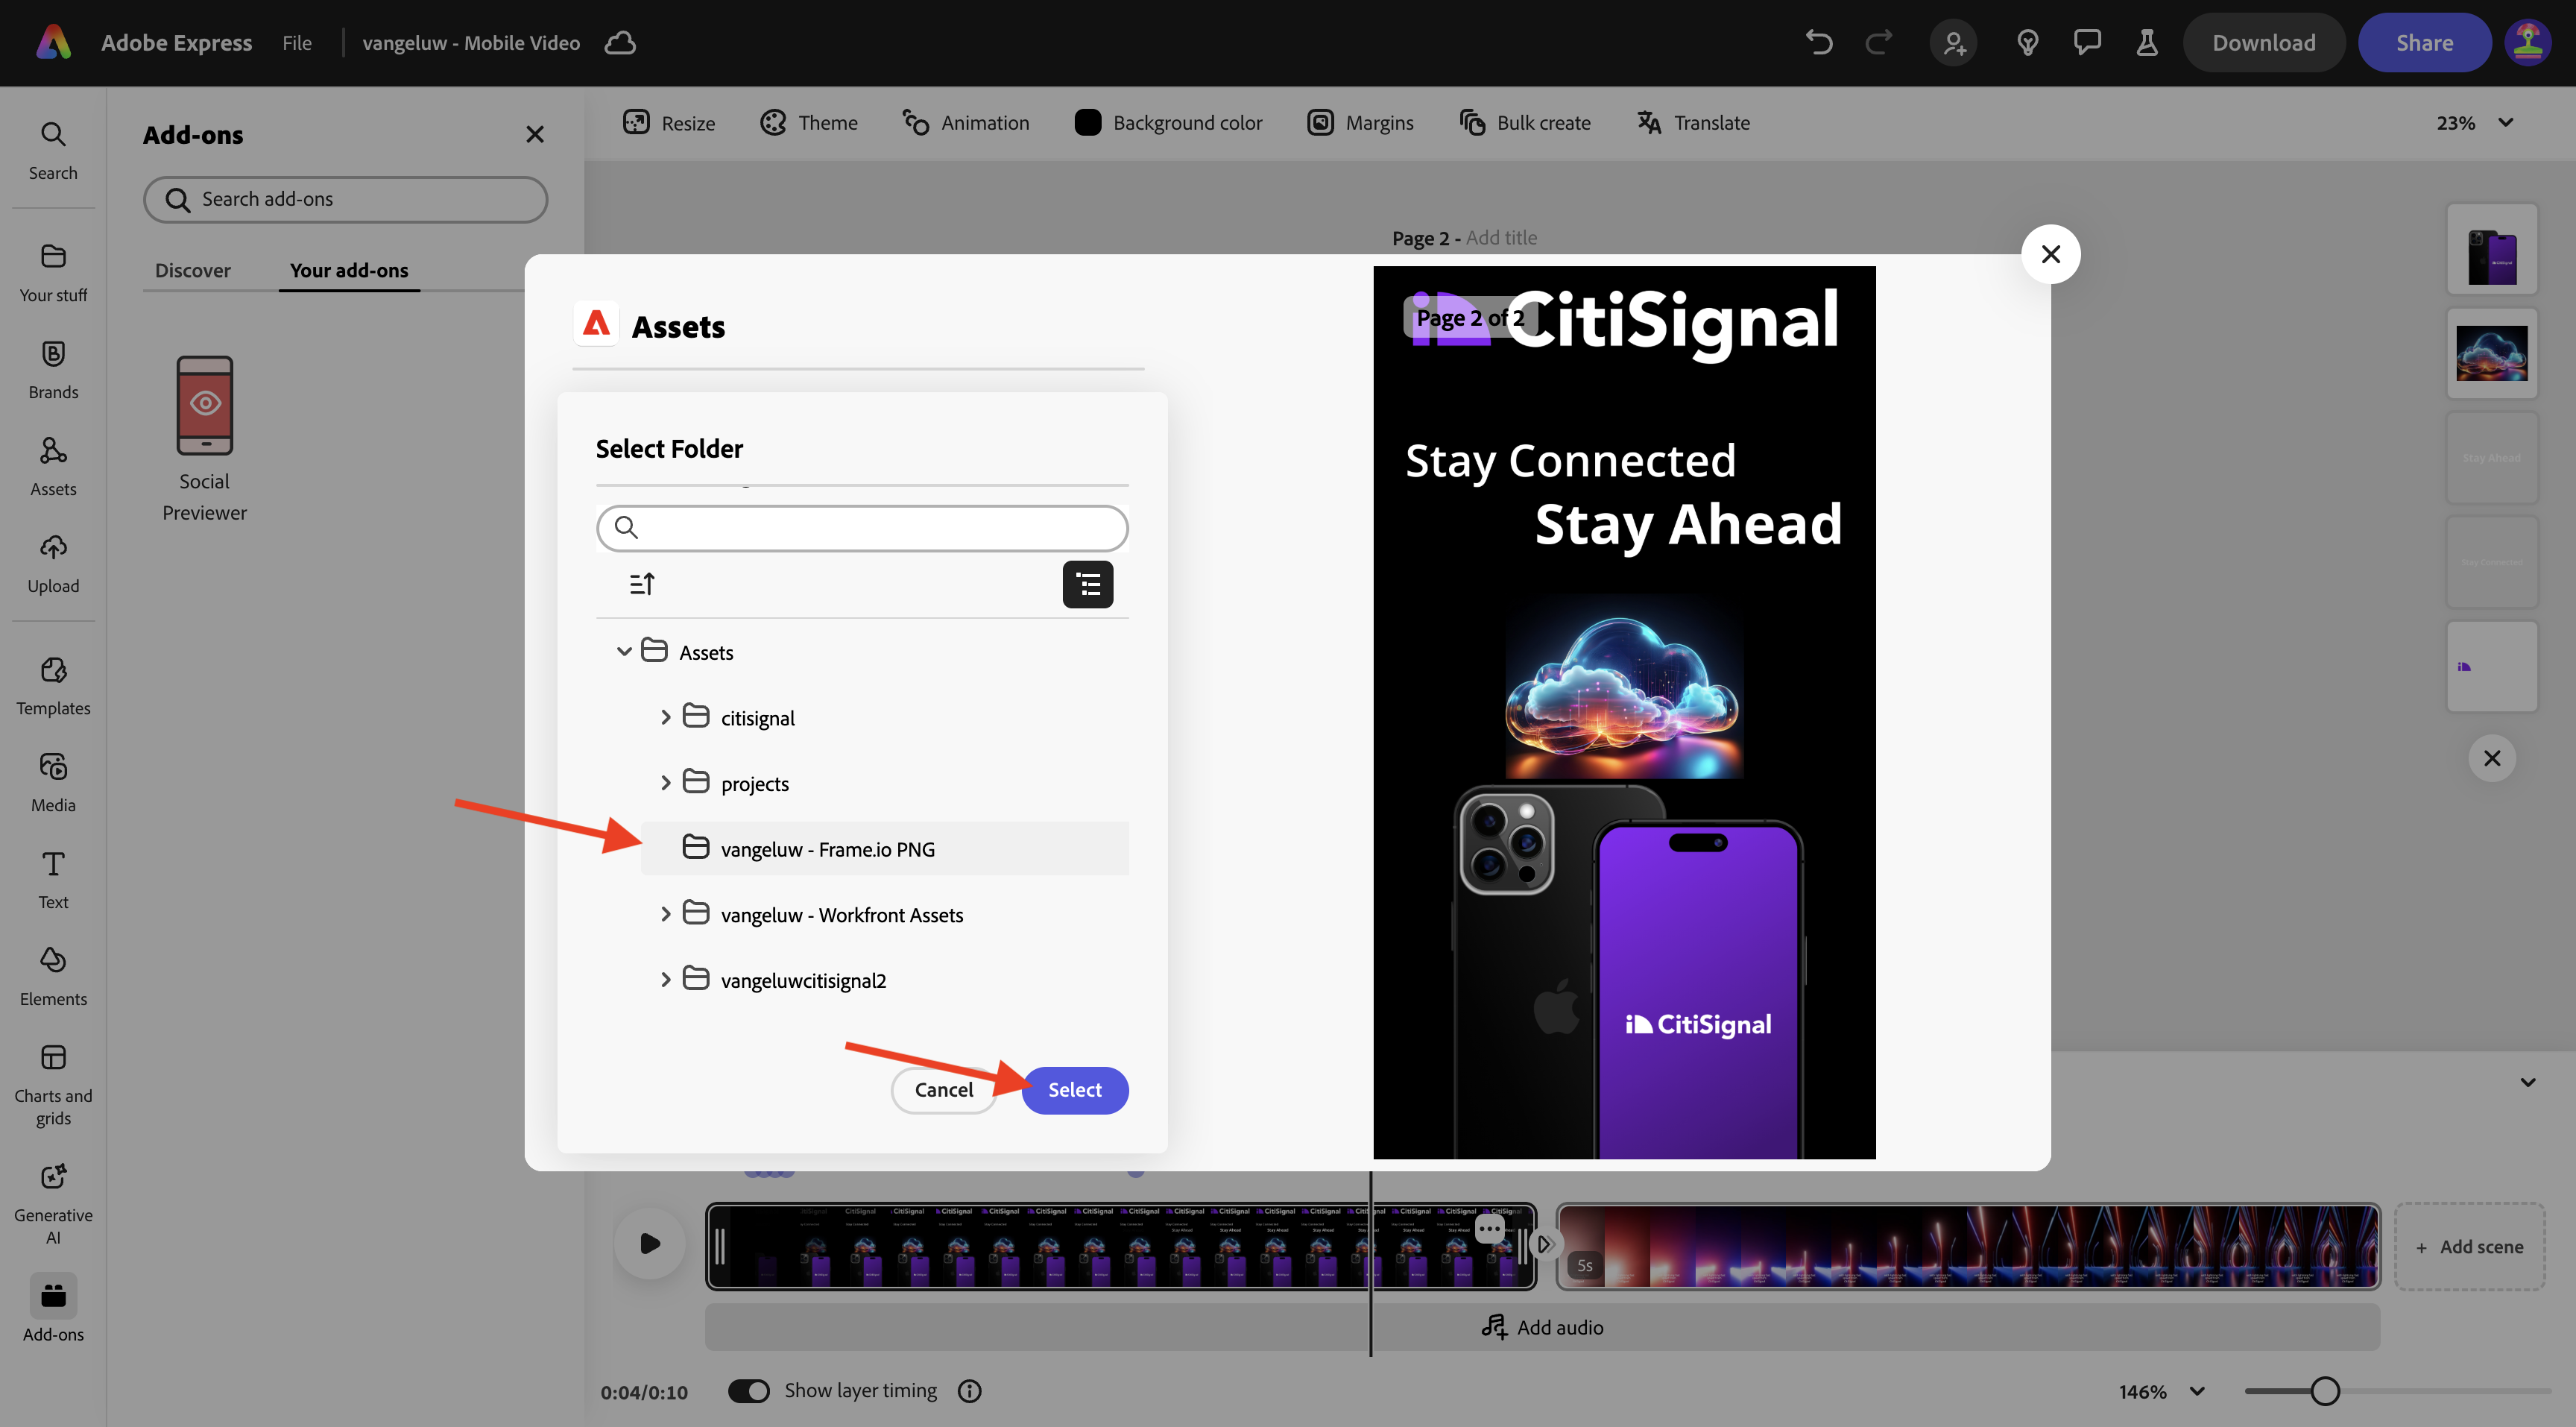 Adobe Express
File
vangeluw - Mobile Video
Download
Share
Search
Your stuff
Brands
Assets
Upload
Templates
Media
Text
Elements
Charts and
grids
Generative
AI
Add-ons
Add-ons
Search add-ons
Discover
Your add-ons
Social
Previewer
Resize
Theme
Animation
Background color
Margins
Bulk create
Translate
23%
Page 2 - Add title
Assets
Select Folder
Assets
citisignal
projects
vangeluw - Frame.io PNG
vangeluw - Workfront Assets
vangeluwcitisignal2
Cancel
Select
Page 2 of 2
CitiSignal
Stay Connected
Stay Ahead
CitiSignal
Stay Ahead
Stay Connected
5s
+ Add scene
Add audio
0:04/0:10
Show layer timing
146%